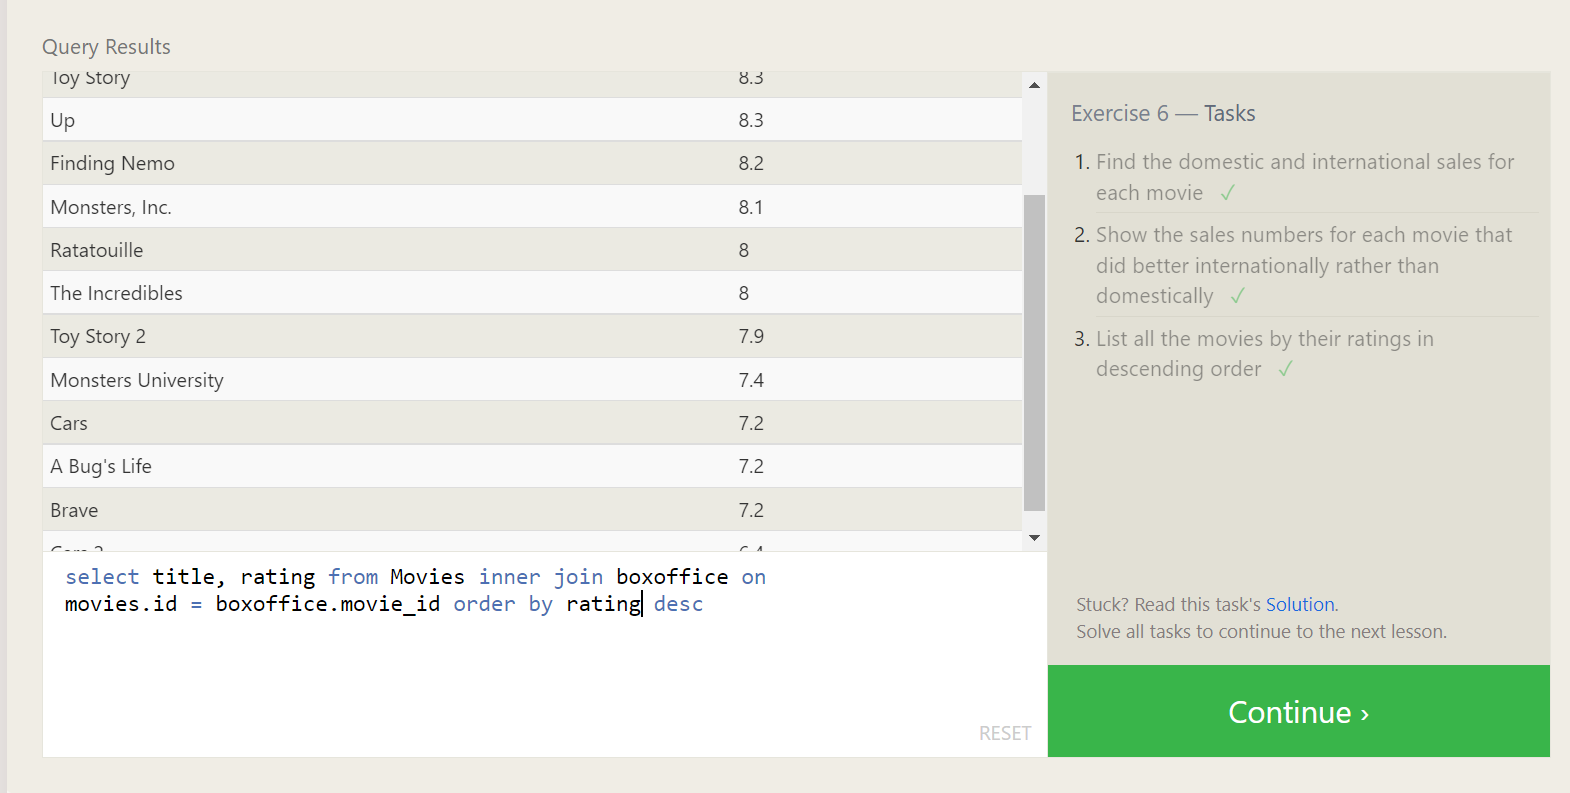 Query Results
Toy Story 8.3
Up 8.3
Finding Nemo 8.2
Monsters, Inc. 8.1
Ratatouille 8
The Incredibles 8
Toy Story 2 7.9
Monsters University 7.4
Cars 7.2
A Bug's Life 7.2
Brave 7.2
Cars 2 6.4
select title, rating from Movies inner join boxoffice on
movies.id = boxoffice.movie_id order by rating desc
RESET
Exercise 6 — Tasks
1. Find the domestic and international sales for
each movie ✓
2. Show the sales numbers for each movie that
did better internationally rather than
domestically ✓
3. List all the movies by their ratings in
descending order ✓
Stuck? Read this task's Solution.
Solve all tasks to continue to the next lesson.
Continue ›